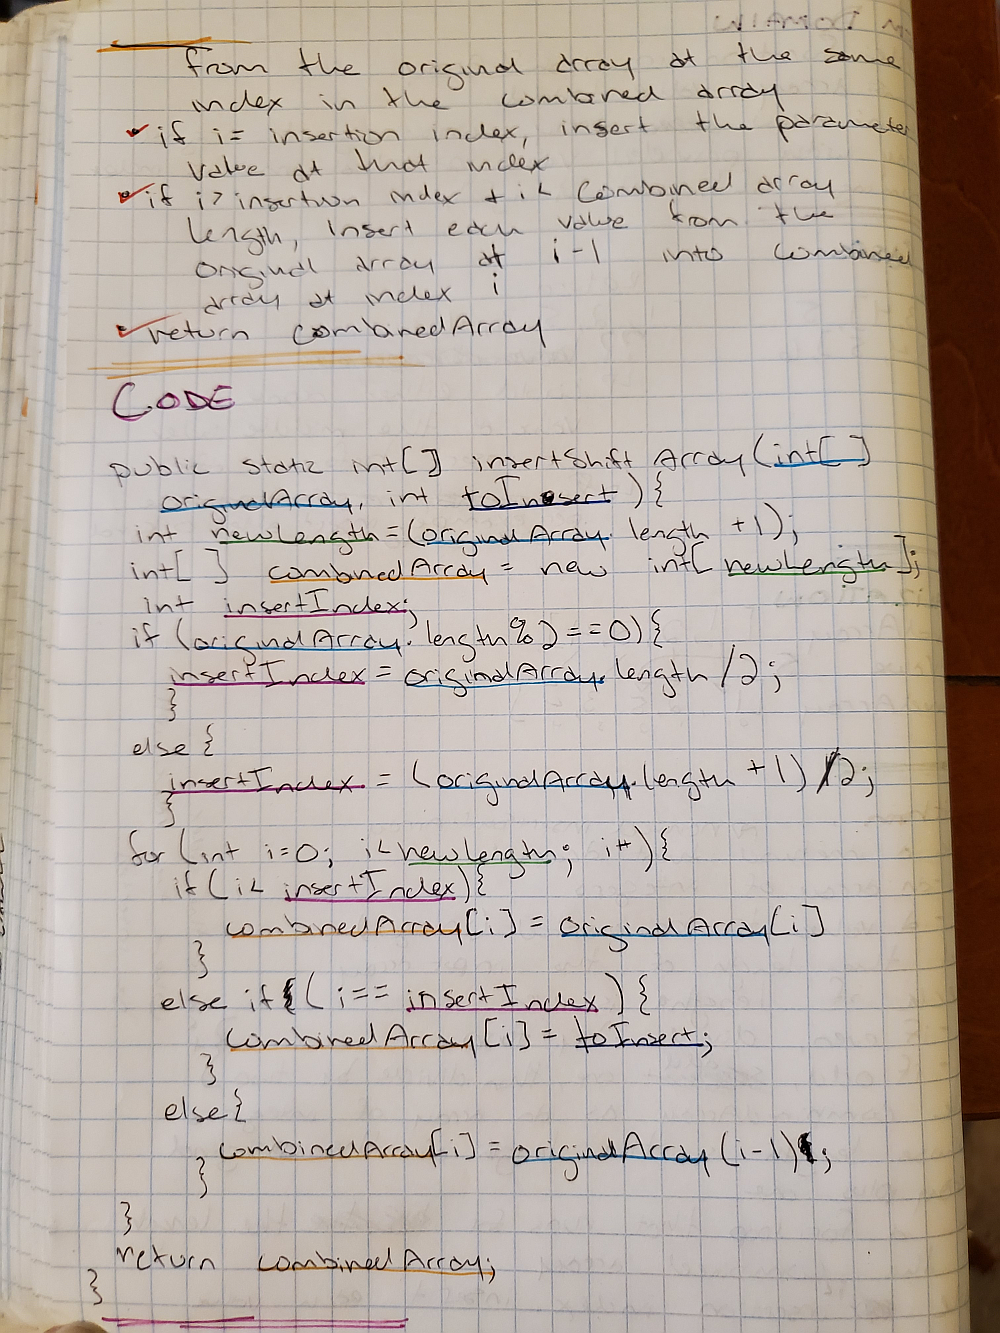 from the original array at the same
index in the combined array
if i = insertion index, insert the parameter
value at that index
if i > insertion index + i < combined array
length, insert each value from the
original array at i-1 into combined
array at index i
return combinedArray
CODE
public static int[] insertShiftArray(int[]
originalArray, int toInsert){
int newLength = (originalArray.length +1);
int[ ] combinedArray = new int[newLength];
int insertIndex;
if (originalArray.length%2==0){
insertIndex = originalArray.length /2;
}
else {
insertIndex = (originalArray.length +1) /2;
}
for (int i=0; i<newLength; i++){
if (i< insertIndex){
combinedArray[i] = originalArray[i]
}
else if (i== insertIndex){
combinedArray[i] = toInsert;
}
else{
combinedArray[i] = originalArray(i-1);
}
}
return combinedArray;
}